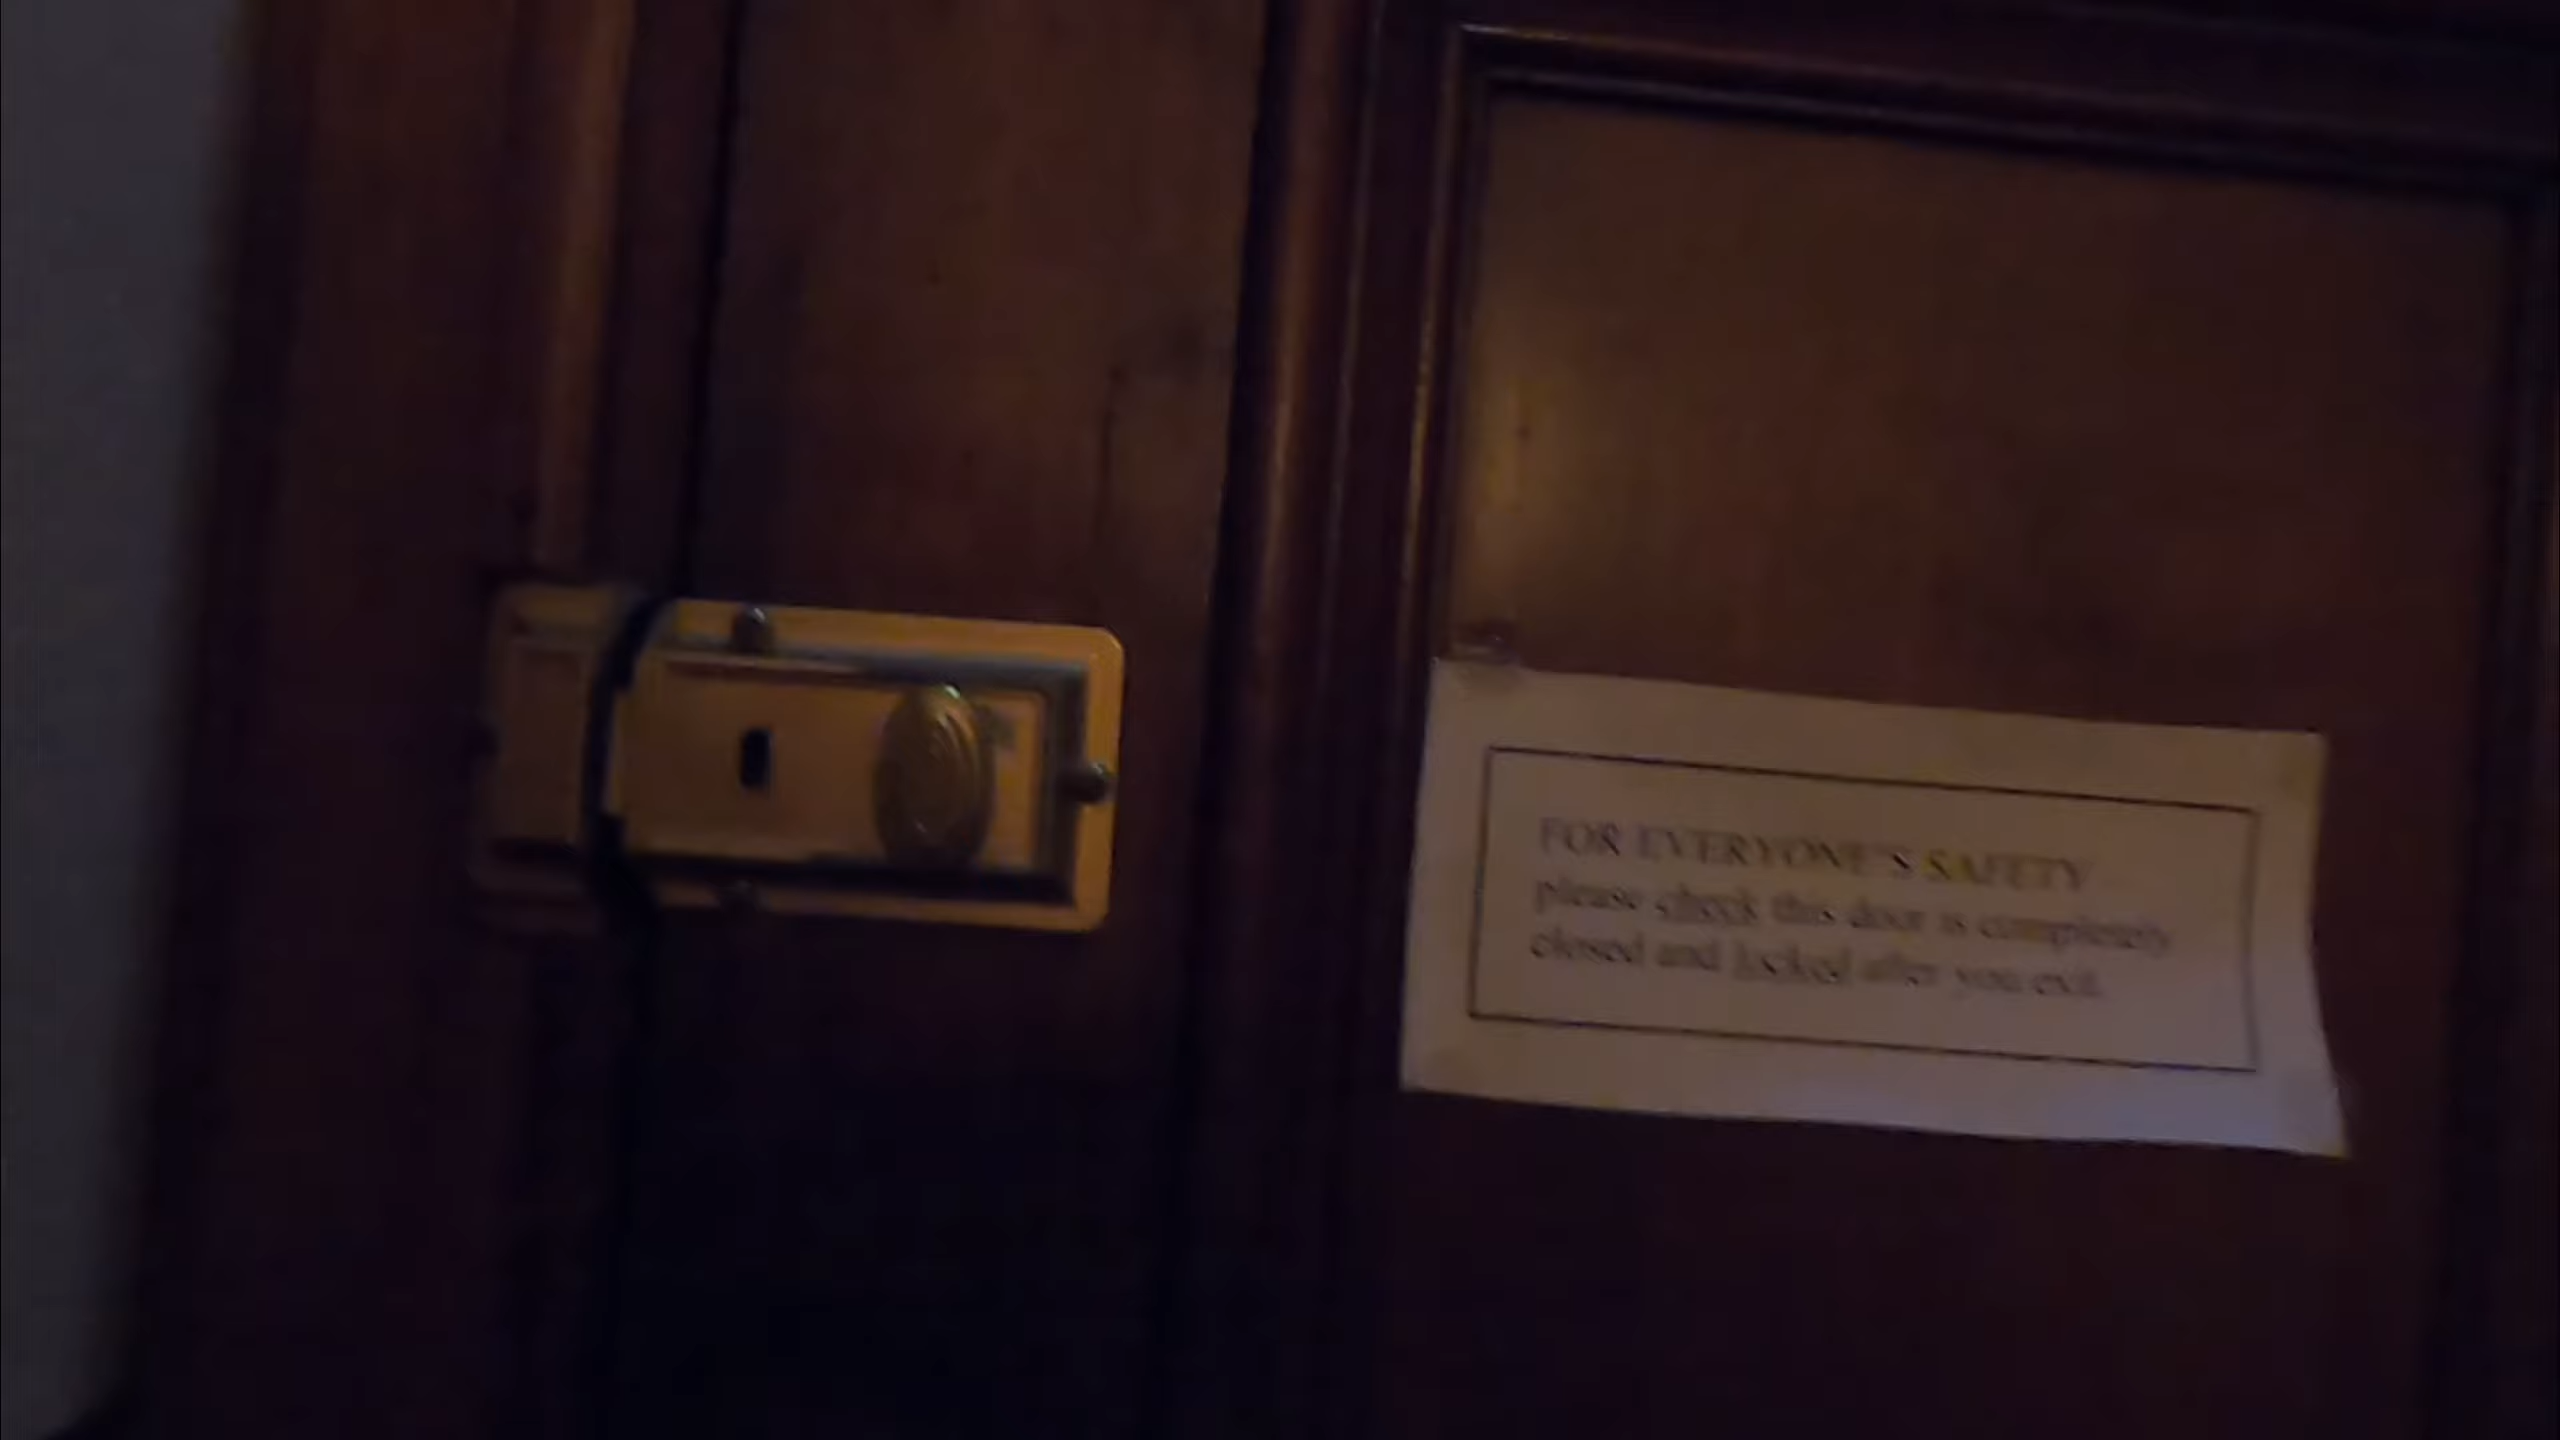 FOR EVERYONE'S SAFETY
please check this door is completely
closed and locked after you exit.